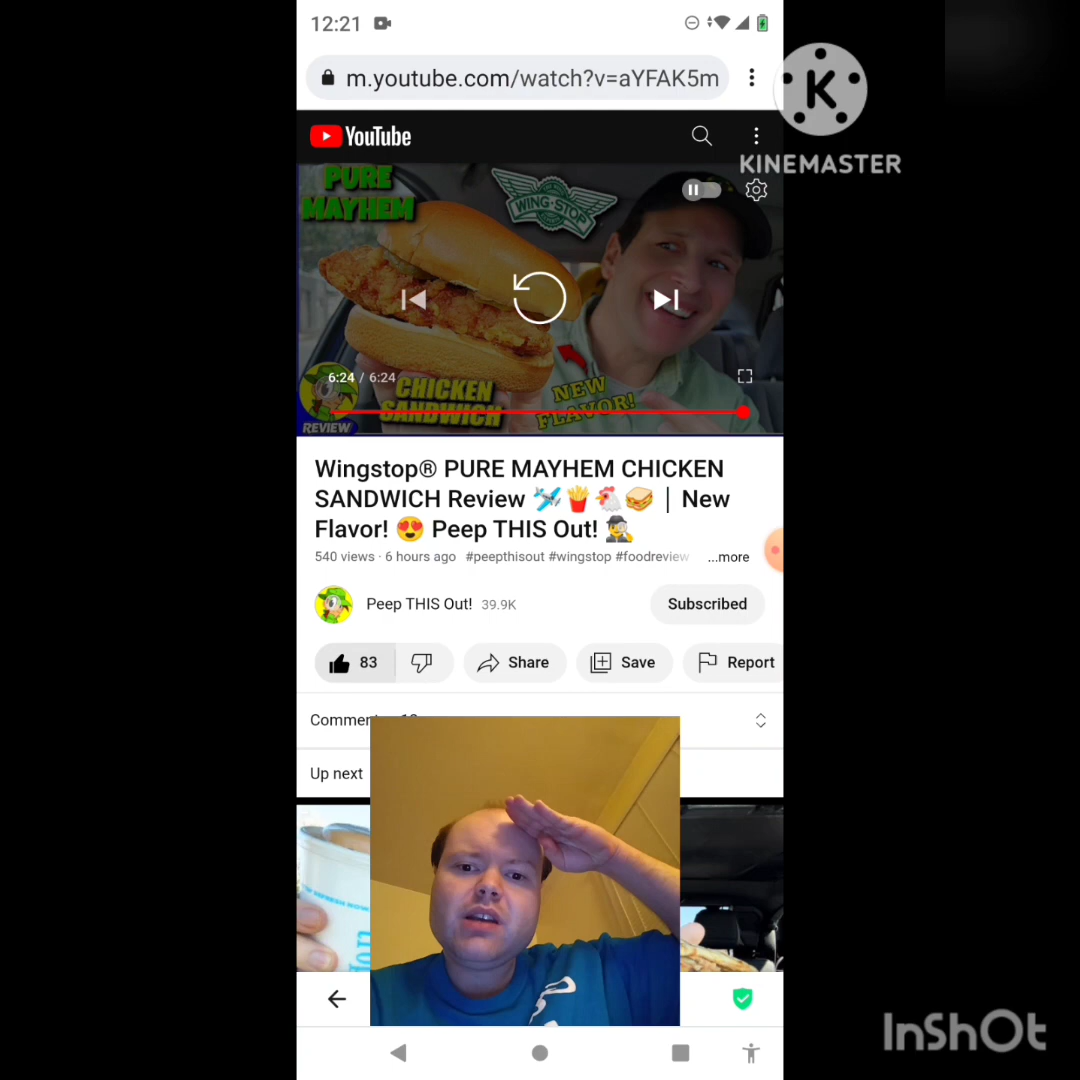 12:21
m.youtube.com/watch?v=aYFAK5m
K
KINEMASTER
YouTube
PURE
MAYHEM
WING·STOP
6:24 / 6:24
CHICKEN
SANDWICH
NEW
FLAVOR!
REVIEW
Wingstop® PURE MAYHEM CHICKEN
SANDWICH Review 🛩️🍟🐔🥪 | New
Flavor! 😍 Peep THIS Out! 🕵️
540 views · 6 hours ago #peepthisout #wingstop #foodreview ...more
Peep THIS Out! 39.9K
Subscribed
83
Share
Save
Report
Up next
InShOt